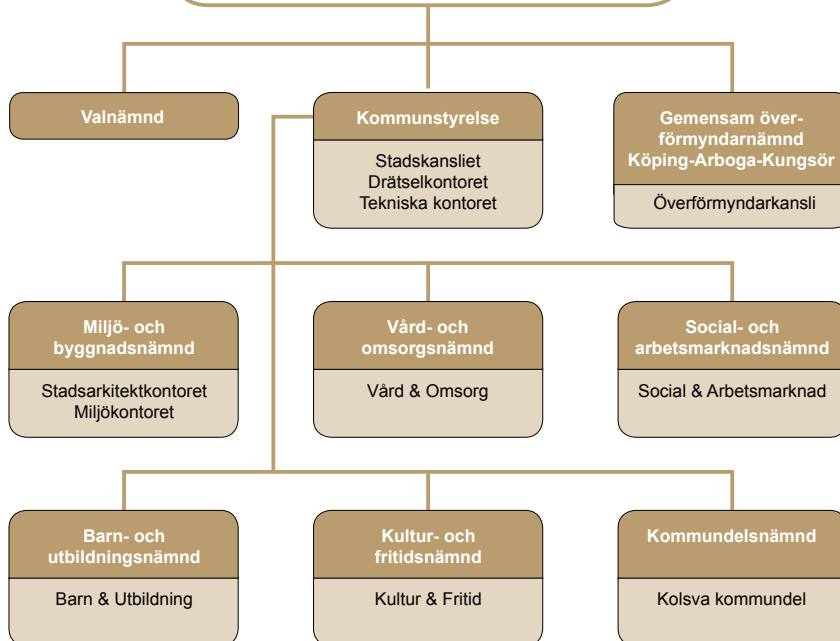 Valnämnd
Kommunstyrelse
Stadskansliet
Drätselkontoret
Tekniska kontoret
Gemensam över-
förmyndarnämnd
Köping-Arboga-Kungsör
Överförmyndarkansli
Miljö- och
byggnadsnämnd
Stadsarkitektkontoret
Miljökontoret
Vård- och
omsorgsnämnd
Vård & Omsorg
Social- och
arbetsmarknadsnämnd
Social & Arbetsmarknad
Barn- och
utbildningsnämnd
Barn & Utbildning
Kultur- och
fritidsnämnd
Kultur & Fritid
Kommundelsnämnd
Kolsva kommundel